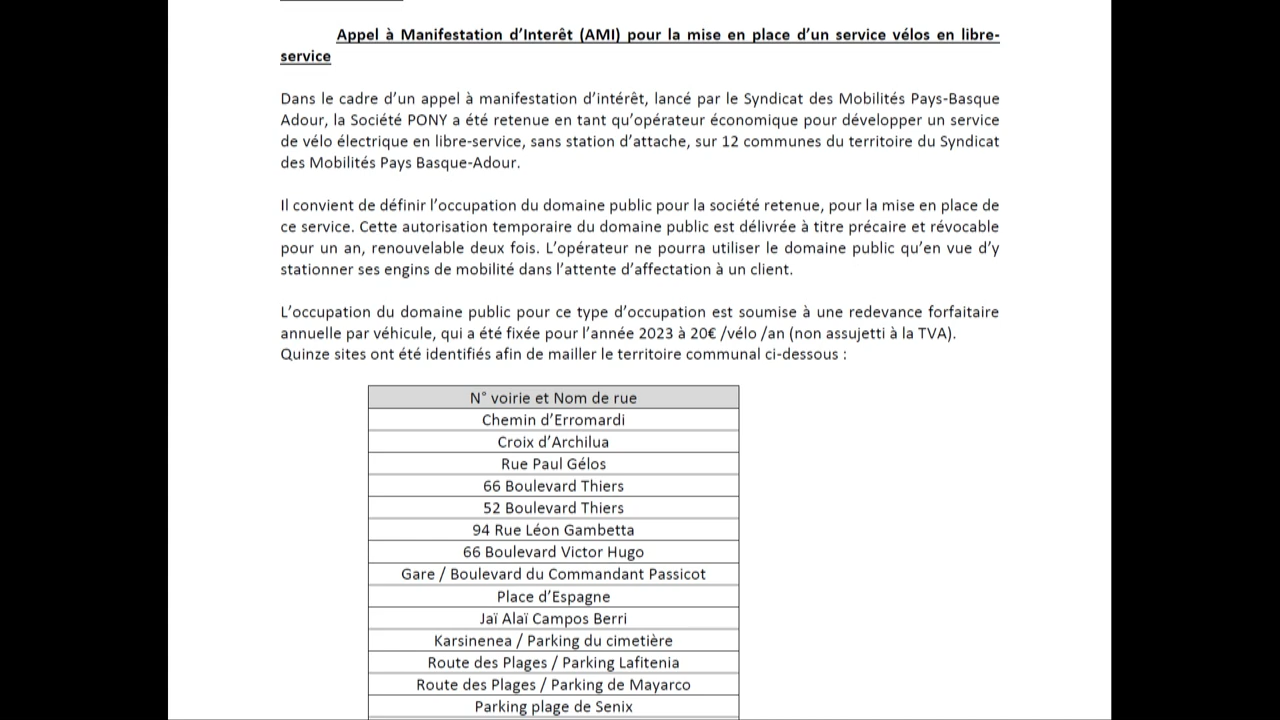 Appel à Manifestation d’Interêt (AMI) pour la mise en place d’un service vélos en libre-
service
Dans le cadre d’un appel à manifestation d’intérêt, lancé par le Syndicat des Mobilités Pays-Basque
Adour, la Société PONY a été retenue en tant qu’opérateur économique pour développer un service
de vélo électrique en libre-service, sans station d’attache, sur 12 communes du territoire du Syndicat
des Mobilités Pays Basque-Adour.
Il convient de définir l’occupation du domaine public pour la société retenue, pour la mise en place de
ce service. Cette autorisation temporaire du domaine public est délivrée à titre précaire et révocable
pour un an, renouvelable deux fois. L’opérateur ne pourra utiliser le domaine public qu’en vue d’y
stationner ses engins de mobilité dans l’attente d’affectation à un client.
L’occupation du domaine public pour ce type d’occupation est soumise à une redevance forfaitaire
annuelle par véhicule, qui a été fixée pour l’année 2023 à 20€ /vélo /an (non assujetti à la TVA).
Quinze sites ont été identifiés afin de mailler le territoire communal ci-dessous :
N° voirie et Nom de rue
Chemin d’Erromardi
Croix d’Archilua
Rue Paul Gélos
66 Boulevard Thiers
52 Boulevard Thiers
94 Rue Léon Gambetta
66 Boulevard Victor Hugo
Gare / Boulevard du Commandant Passicot
Place d’Espagne
Jaï Alaï Campos Berri
Karsinenea / Parking du cimetière
Route des Plages / Parking Lafitenia
Route des Plages / Parking de Mayarco
Parking plage de Senix